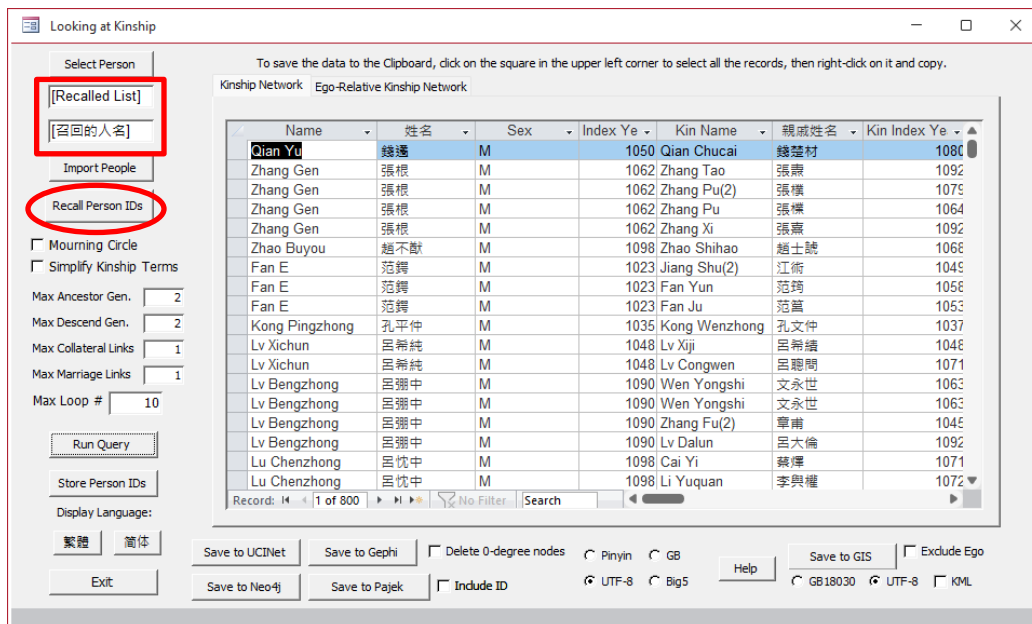 Looking at Kinship
Select Person
To save the data to the Clipboard, click on the square in the upper left corner to select all the records, then right-click on it and copy.
[Recalled List]
[召回的人名]
Import People
Recall Person IDs
Mourning Circle
Simplify Kinship Terms
Max Ancestor Gen. 2
Max Descend Gen. 2
Max Collateral Links 1
Max Marriage Links 1
Max Loop # 10
Run Query
Store Person IDs
Display Language:
繁體 简体
Exit
Kinship Network Ego-Relative Kinship Network
Name 姓名 Sex Index Ye Kin Name 親戚姓名 Kin Index Ye
Qian Yu 錢遹 M 1050 Qian Chucai 錢楚材 1080
Zhang Gen 張根 M 1062 Zhang Tao 張燾 1092
Zhang Gen 張根 M 1062 Zhang Pu(2) 張樸 1079
Zhang Gen 張根 M 1062 Zhang Pu 張樸 1064
Zhang Gen 張根 M 1062 Zhang Xi 張熹 1092
Zhao Buyou 趙不猷 M 1098 Zhao Shihao 趙士 1068
Fan E 范鍔 M 1023 Jiang Shu(2) 江術 1049
Fan E 范鍔 M 1023 Fan Yun 范筠 1058
Fan E 范鍔 M 1023 Fan Ju 范筥 1053
Kong Pingzhong 孔平仲 M 1035 Kong Wenzhong 孔文仲 1037
Lv Xichun 呂希純 M 1048 Lv Xiji 呂希績 1048
Lv Xichun 呂希純 M 1048 Lv Congwen 呂聰問 1071
Lv Bengzhong 呂弸中 M 1090 Wen Yongshi 文永世 1063
Lv Bengzhong 呂弸中 M 1090 Wen Yongshi 文永世 1063
Lv Bengzhong 呂弸中 M 1090 Zhang Fu(2) 章甫 1045
Lv Bengzhong 呂弸中 M 1090 Lv Dalun 呂大倫 1092
Lu Chenzhong 呂忱中 M 1098 Cai Yi 蔡懌 1071
Lu Chenzhong 呂忱中 M 1098 Li Yuquan 李與權 1072
Record: 1 of 800 No Filter Search
Save to UCINet Save to Gephi Delete 0-degree nodes Pinyin GB Help Save to GIS Exclude Ego
Save to Neo4j Save to Pajek Include ID UTF-8 Big5 GB18030 UTF-8 KML